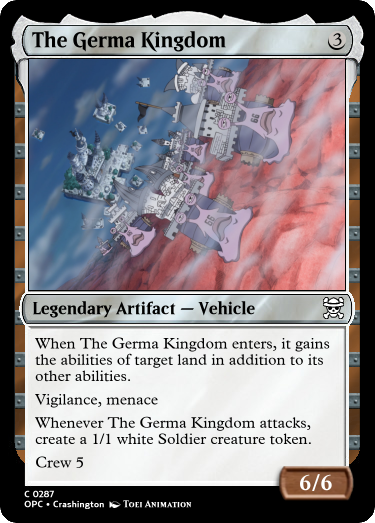 The Germa Kingdom 3
Legendary Artifact — Vehicle
When The Germa Kingdom enters, it gains
the abilities of target land in addition to its
other abilities.
Vigilance, menace
Whenever The Germa Kingdom attacks,
create a 1/1 white Soldier creature token.
Crew 5
6/6
C 0287
OPC • Crashington TOEI ANIMATION